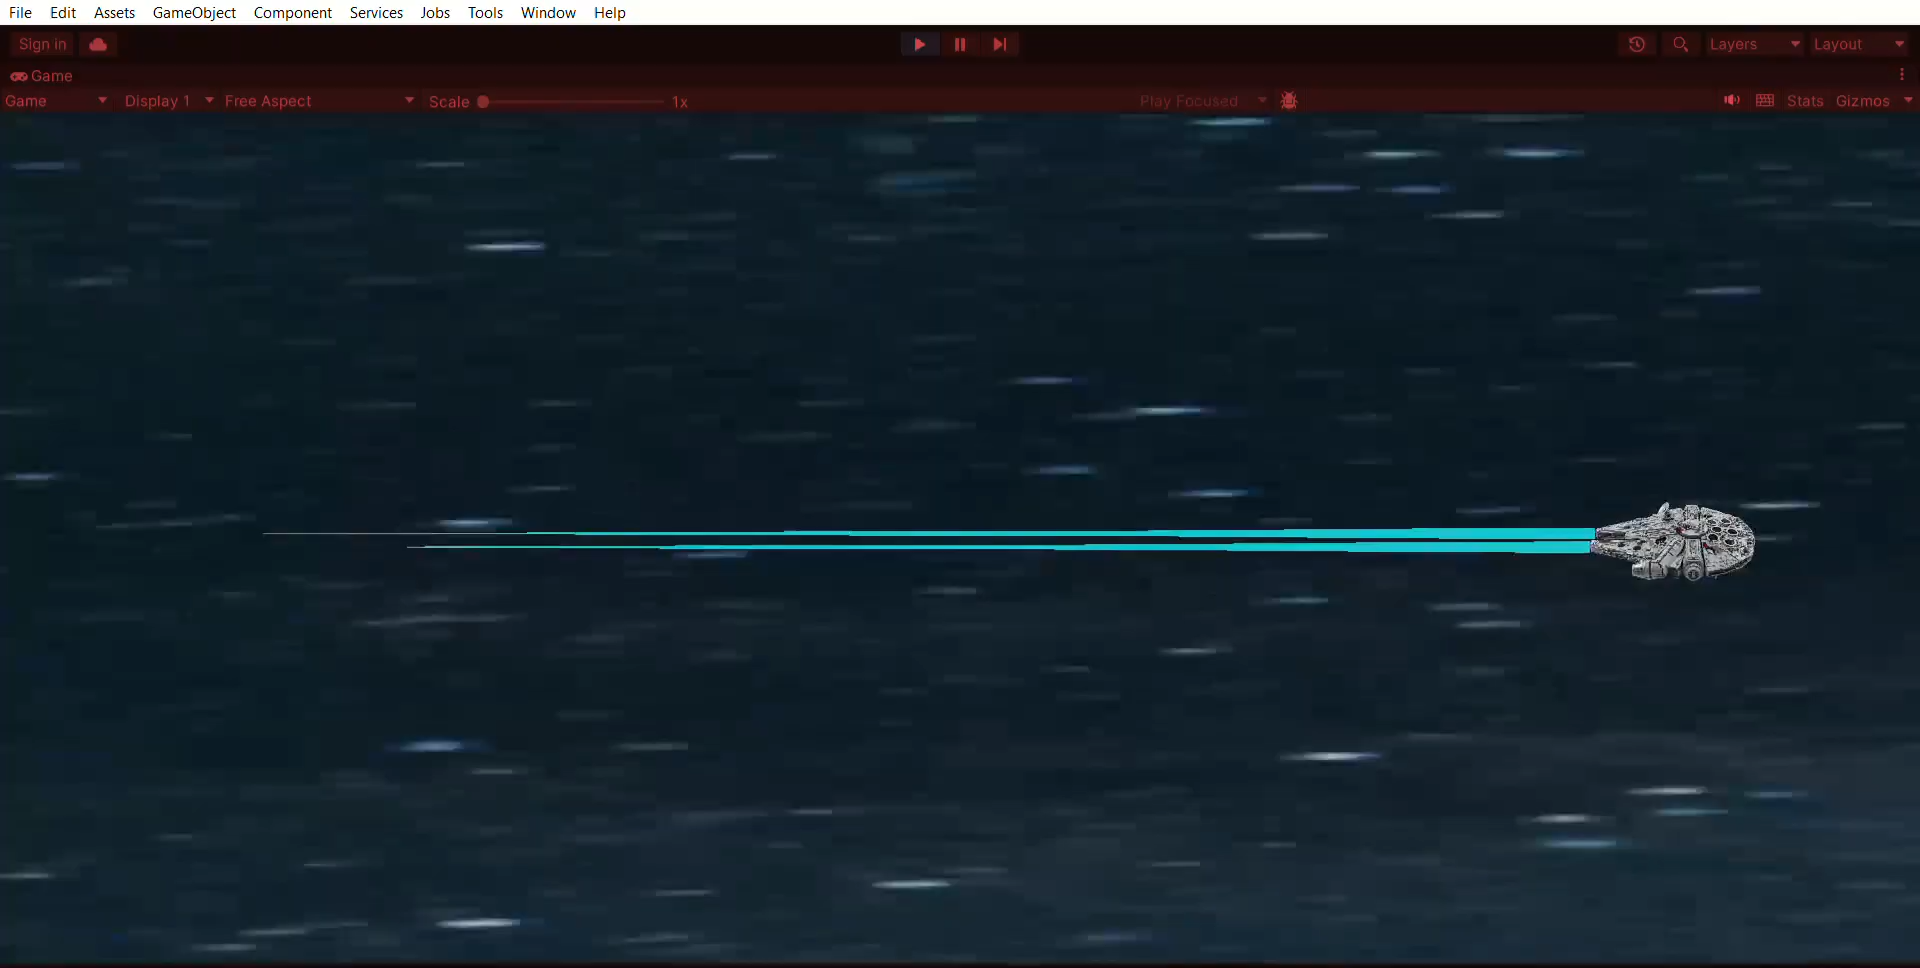 File Edit Assets GameObject Component Services Jobs Tools Window Help
Sign in Layers Layout
Game
Game Display 1 Free Aspect Scale 1x Play Focused Stats Gizmos